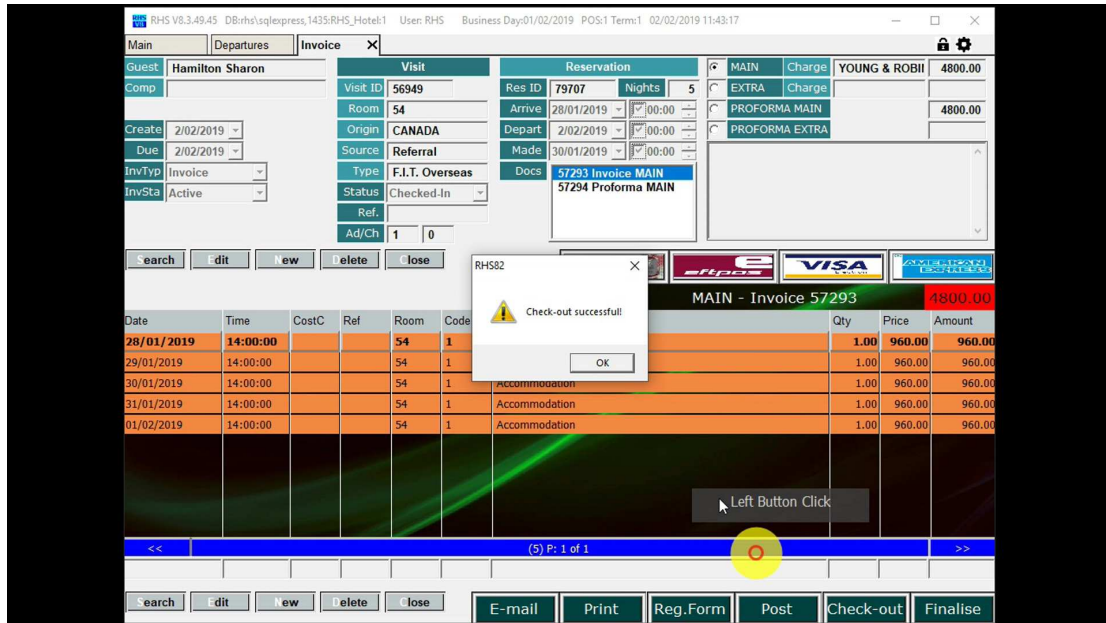 RHS V8.3.49.45 DB:rhs\sqlexpress,1435:RHS_Hotel:1 User: RHS Business Day:01/02/2019 POS:1 Term:1 02/02/2019 11:43:17
Main Departures Invoice X
Guest Hamilton Sharon Visit Reservation MAIN Charge YOUNG & ROBII 4800.00
Comp Visit ID 56949 Res ID 79707 Nights 5 EXTRA Charge
Room 54 Arrive 28/01/2019 00:00 PROFORMA MAIN 4800.00
Create 2/02/2019 Origin CANADA Depart 2/02/2019 00:00 PROFORMA EXTRA
Due 2/02/2019 Source Referral Made 30/01/2019 00:00
InvTyp Invoice Type F.I.T. Overseas Docs 57293 Invoice MAIN
InvSta Active Status Checked-In 57294 Proforma MAIN
Ref.
Ad/Ch 1 0
Search Edit New Delete Close RHS82 eftpos VISA AMERICAN EXPRESS
MAIN - Invoice 57293 4800.00
Check-out successful!
OK
Date Time CostC Ref Room Code Qty Price Amount
28/01/2019 14:00:00 54 1 1.00 960.00 960.00
29/01/2019 14:00:00 54 1 1.00 960.00 960.00
30/01/2019 14:00:00 54 1 Accommodation 1.00 960.00 960.00
31/01/2019 14:00:00 54 1 Accommodation 1.00 960.00 960.00
01/02/2019 14:00:00 54 1 Accommodation 1.00 960.00 960.00
Left Button Click
<< (5) P: 1 of 1 >>
Search Edit New Delete Close E-mail Print Reg.Form Post Check-out Finalise